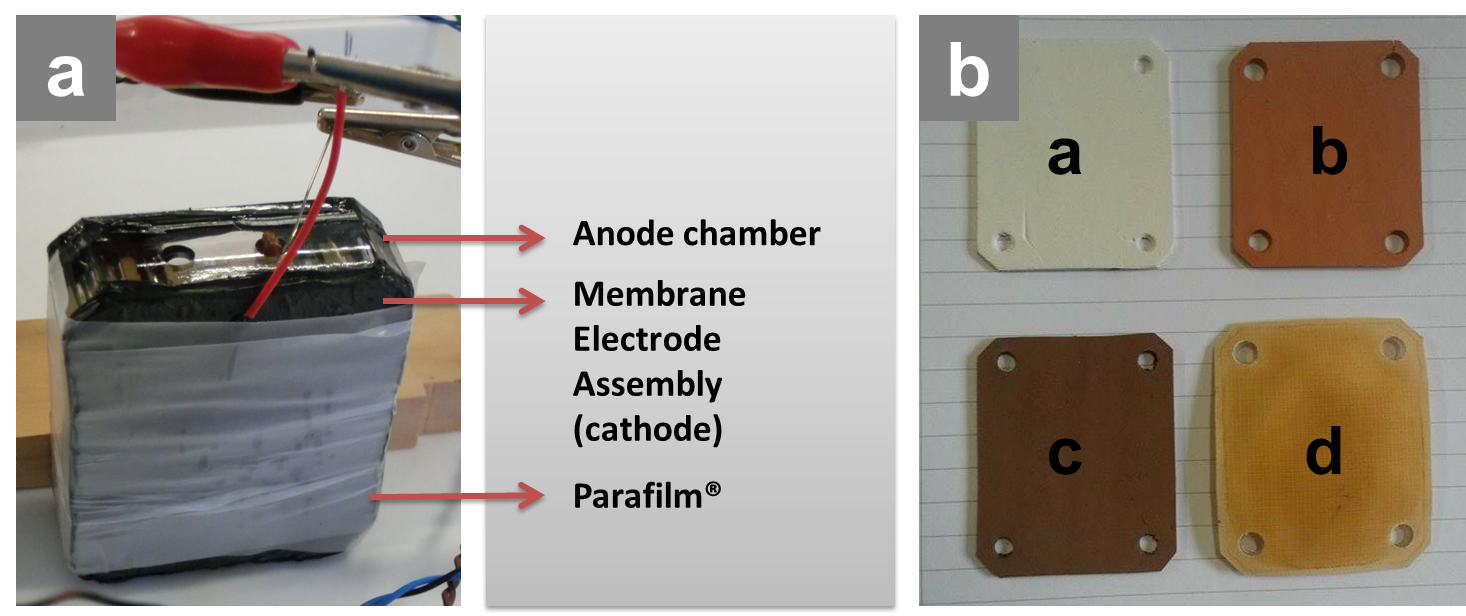 a
Anode chamber
Membrane
Electrode
Assembly
(cathode)
Parafilm®
b
a
b
c
d